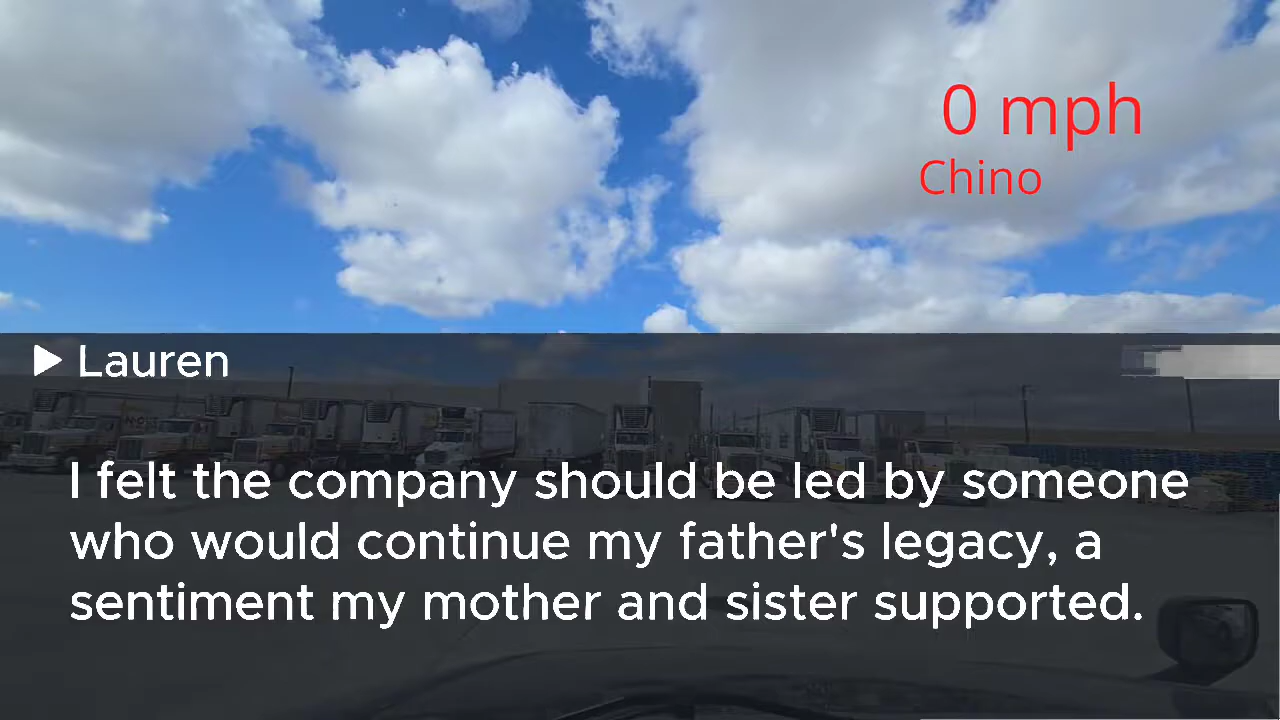 0 mph
Chino
Lauren
I felt the company should be led by someone
who would continue my father's legacy, a
sentiment my mother and sister supported.